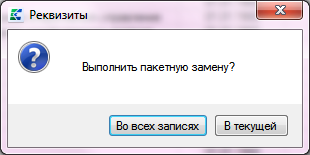 Реквизиты
Выполнить пакетную замену?
Во всех записях
В текущей